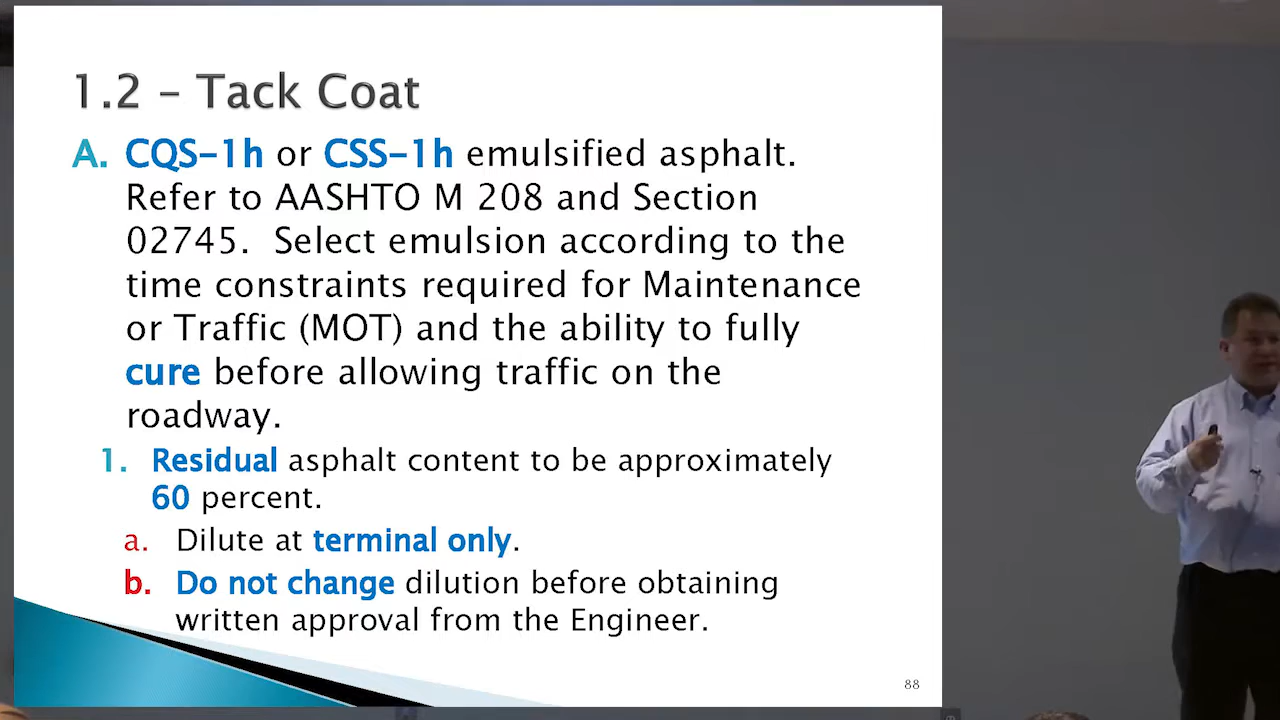 1.2 – Tack Coat
A. CQS-1h or CSS-1h emulsified asphalt.
Refer to AASHTO M 208 and Section
02745. Select emulsion according to the
time constraints required for Maintenance
or Traffic (MOT) and the ability to fully
cure before allowing traffic on the
roadway.
1. Residual asphalt content to be approximately
60 percent.
a. Dilute at terminal only.
b. Do not change dilution before obtaining
written approval from the Engineer.
88